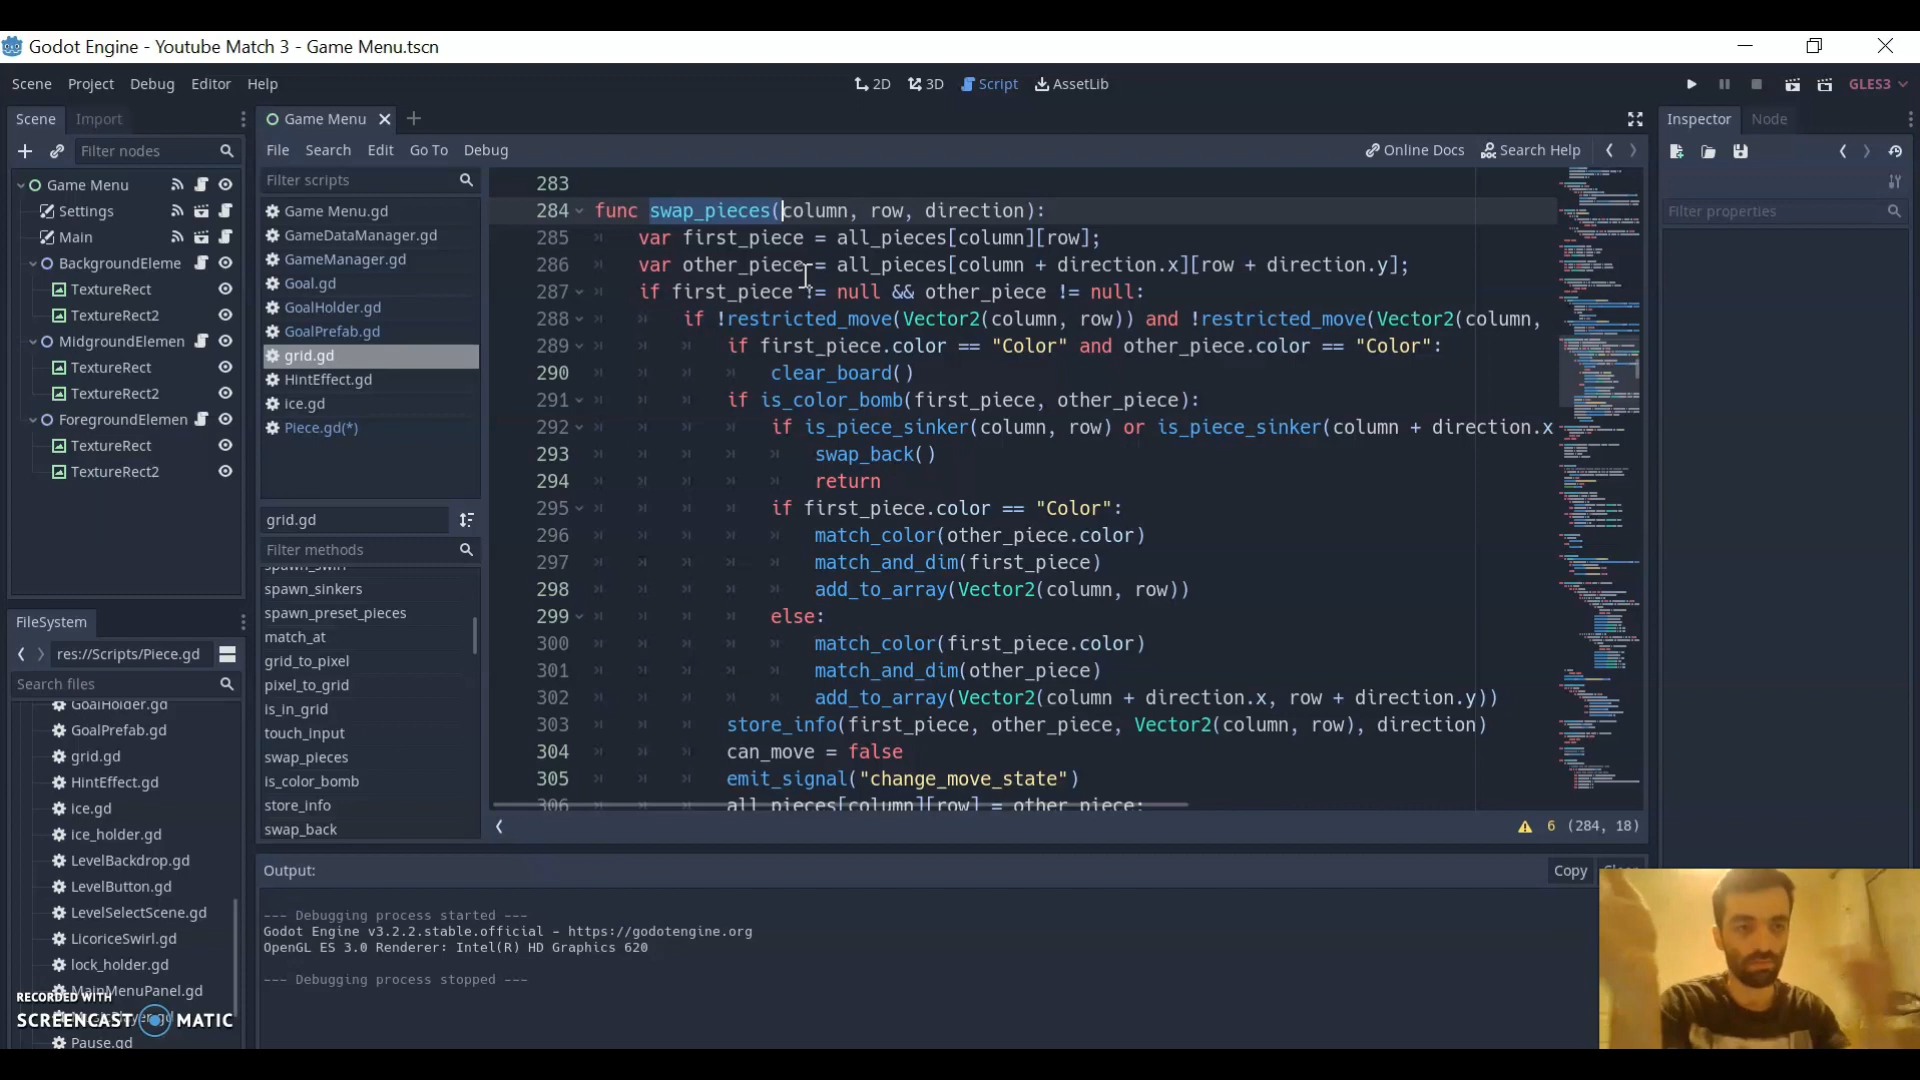 Godot Engine - Youtube Match 3 - Game Menu.tscn
Scene Project Debug Editor Help
2D 3D Script AssetLib
GLES3
Scene Import
Filter nodes
Game Menu
Settings
Main
BackgroundEleme
TextureRect
TextureRect2
MidgroundElemen
TextureRect
TextureRect2
ForegroundElemen
TextureRect
TextureRect2
FileSystem
res://Scripts/Piece.gd
Search files
GoalHolder.gd
GoalPrefab.gd
grid.gd
HintEffect.gd
ice.gd
ice_holder.gd
LevelBackdrop.gd
LevelButton.gd
LevelSelectScene.gd
LicoriceSwirl.gd
lock_holder.gd
MainMenuPanel.gd
Pause.gd
RECORDED WITH
SCREENCAST MATIC
Game Menu
File Search Edit Go To Debug
Online Docs Search Help
Filter scripts
Game Menu.gd
GameDataManager.gd
GameManager.gd
Goal.gd
GoalHolder.gd
GoalPrefab.gd
grid.gd
HintEffect.gd
ice.gd
Piece.gd(*)
grid.gd
Filter methods
spawn_swirl
spawn_sinkers
spawn_preset_pieces
match_at
grid_to_pixel
pixel_to_grid
is_in_grid
touch_input
swap_pieces
is_color_bomb
store_info
swap_back
283
284 func swap_pieces(column, row, direction):
285 var first_piece = all_pieces[column][row];
286 var other_piece = all_pieces[column + direction.x][row + direction.y];
287 if first_piece != null && other_piece != null:
288 if !restricted_move(Vector2(column, row)) and !restricted_move(Vector2(column,
289 if first_piece.color == "Color" and other_piece.color == "Color":
290 clear_board()
291 if is_color_bomb(first_piece, other_piece):
292 if is_piece_sinker(column, row) or is_piece_sinker(column + direction.x
293 swap_back()
294 return
295 if first_piece.color == "Color":
296 match_color(other_piece.color)
297 match_and_dim(first_piece)
298 add_to_array(Vector2(column, row))
299 else:
300 match_color(first_piece.color)
301 match_and_dim(other_piece)
302 add_to_array(Vector2(column + direction.x, row + direction.y))
303 store_info(first_piece, other_piece, Vector2(column, row), direction)
304 can_move = false
305 emit_signal("change_move_state")
306 all_pieces[column][row] = other_piece;
6 (284, 18)
Output:
Copy Clear
--- Debugging process started ---
Godot Engine v3.2.2.stable.official - https://godotengine.org
OpenGL ES 3.0 Renderer: Intel(R) HD Graphics 620
--- Debugging process stopped ---
Inspector Node
Filter properties